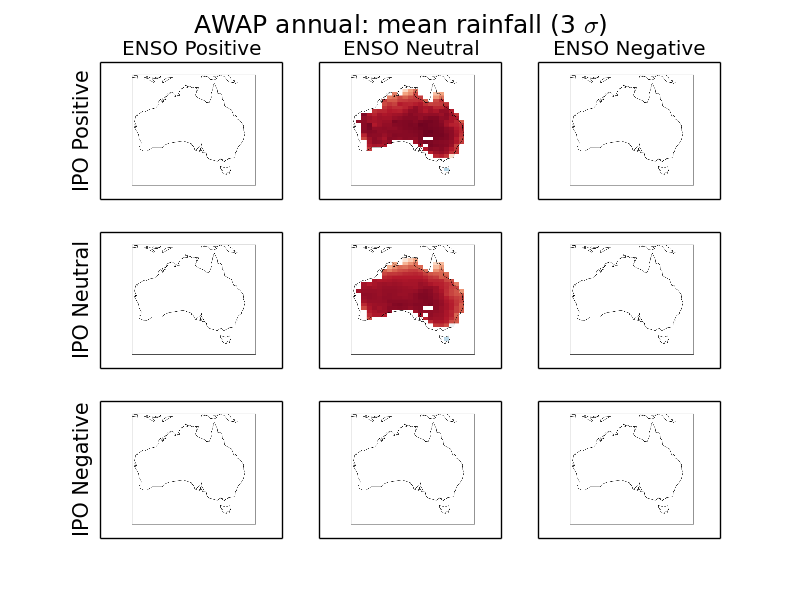 AWAP annual: mean rainfall (3 σ)
ENSO Positive
ENSO Neutral
ENSO Negative
IPO Positive
IPO Neutral
IPO Negative